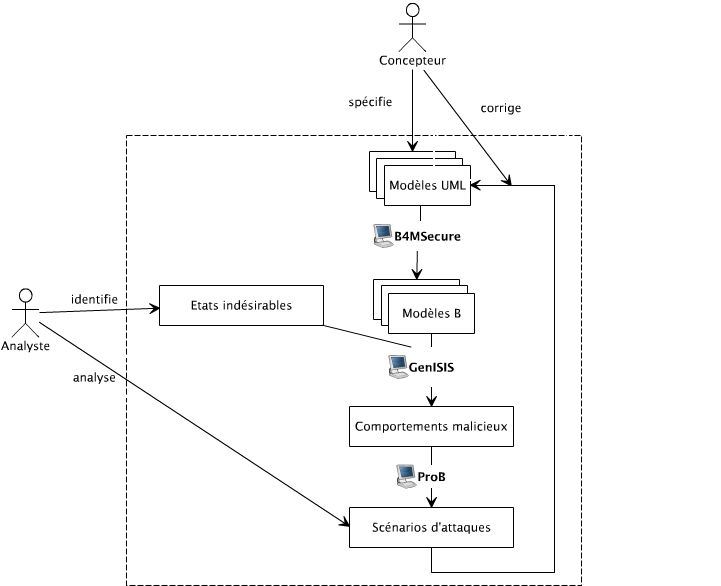 Concepteur
spécifie
corrige
Modèles UML
B4MSecure
identifie
Etats indésirables
Modèles B
Analyste
GenISIS
analyse
Comportements malicieux
ProB
Scénarios d'attaques